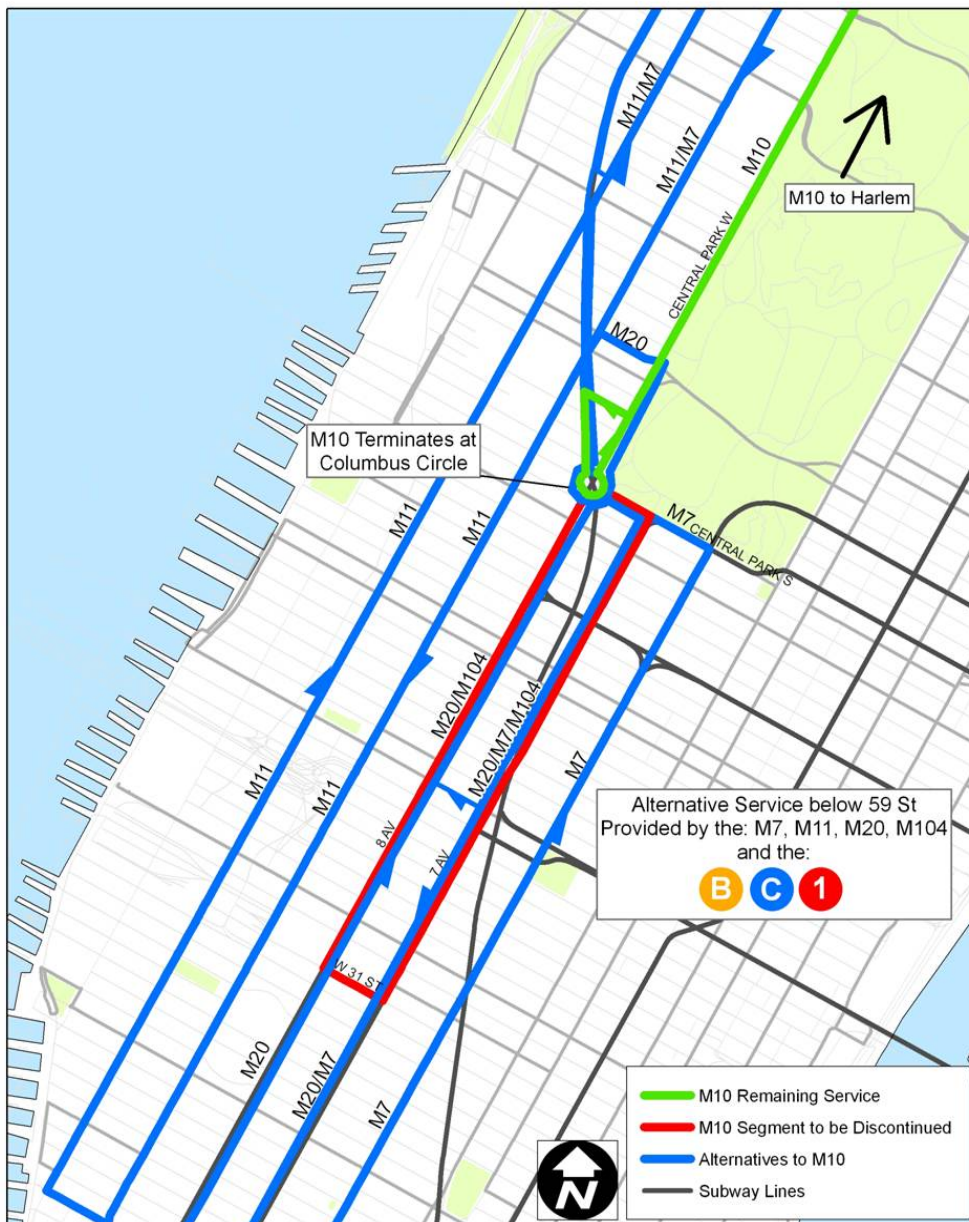 M11/M7
M11/M7
M10
M10 to Harlem
CENTRAL PARK W
M20
M10 Terminates at
Columbus Circle
M7
CENTRAL PARK S
M11
M11
M20/M104
M20/M7/M104
M7
M11
M11
8 AV
7 AV
Alternative Service below 59 St
Provided by the: M7, M11, M20, M104
and the:
B C 1
W 31 ST
M20
M20/M7
M7
M10 Remaining Service
M10 Segment to be Discontinued
Alternatives to M10
Subway Lines
N